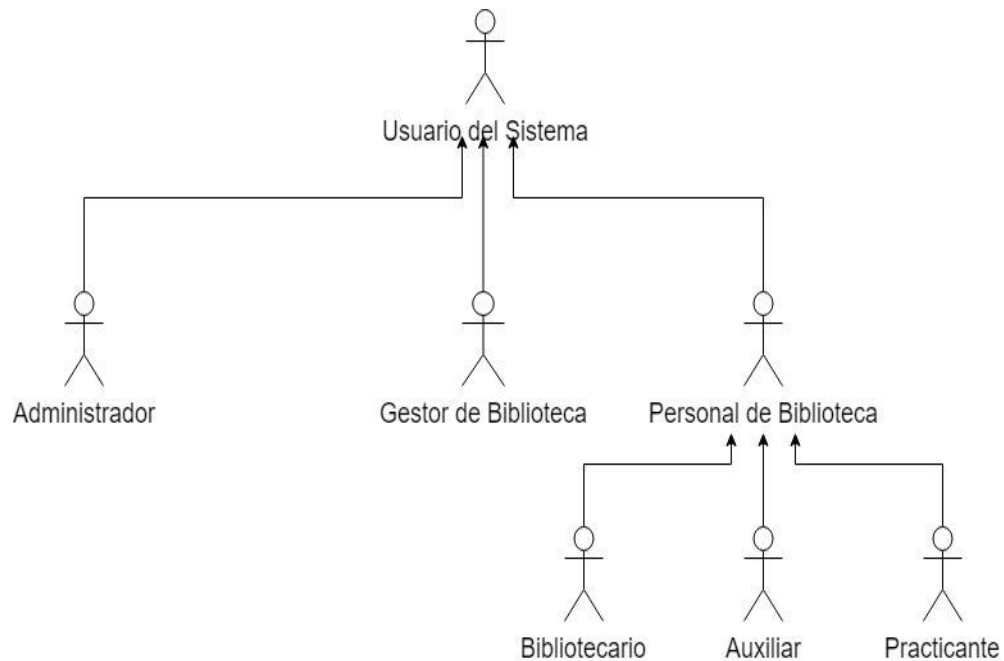 Usuario del Sistema
Administrador
Gestor de Biblioteca
Personal de Biblioteca
Bibliotecario
Auxiliar
Practicante